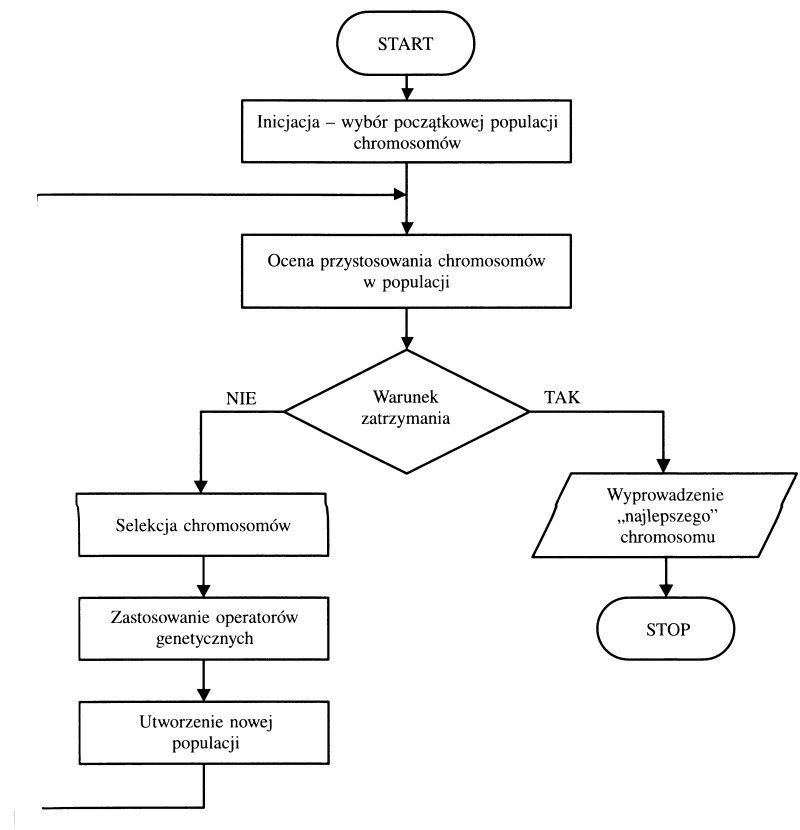 START
Inicjacja – wybór początkowej populacji
chromosomów
Ocena przystosowania chromosomów
w populacji
Warunek
zatrzymania
NIE
TAK
Selekcja chromosomów
Zastosowanie operatorów
genetycznych
Utworzenie nowej
populacji
Wyprowadzenie
„najlepszego”
chromosomu
STOP